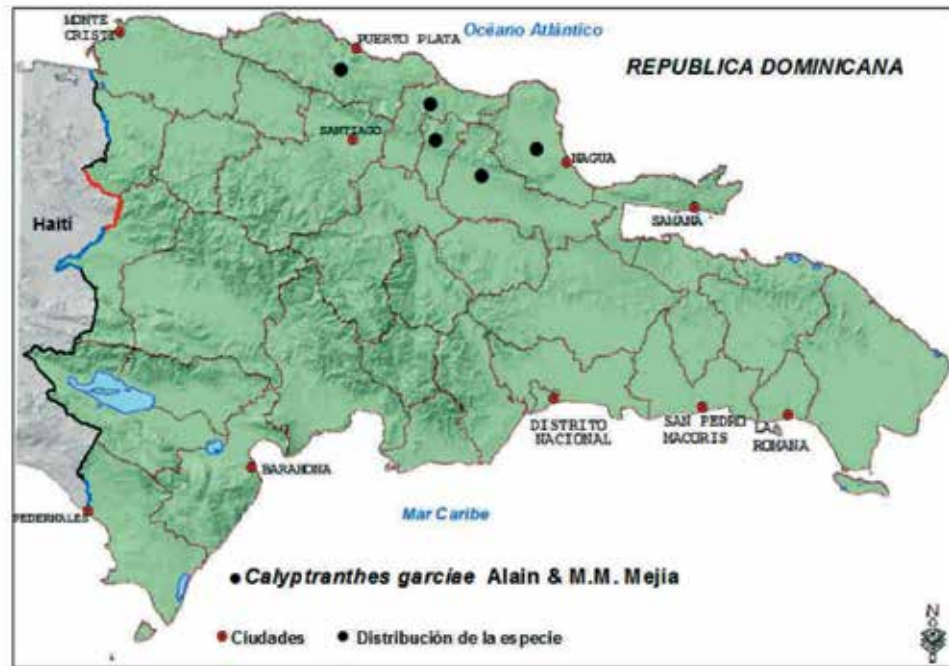 MONTE
CRISTI
PUERTO PLATA
Océano Atlántico
REPUBLICA DOMINICANA
SANTIAGO
NAGUA
Haití
SAMANA
DISTRITO
NACIONAL
SAN PEDRO
MACORIS
LA
ROMANA
BARAHONA
PEDERNALES
Mar Caribe
Calyptranthes garciae Alain & M.M. Mejia
Ciudades
Distribución de la especie
N